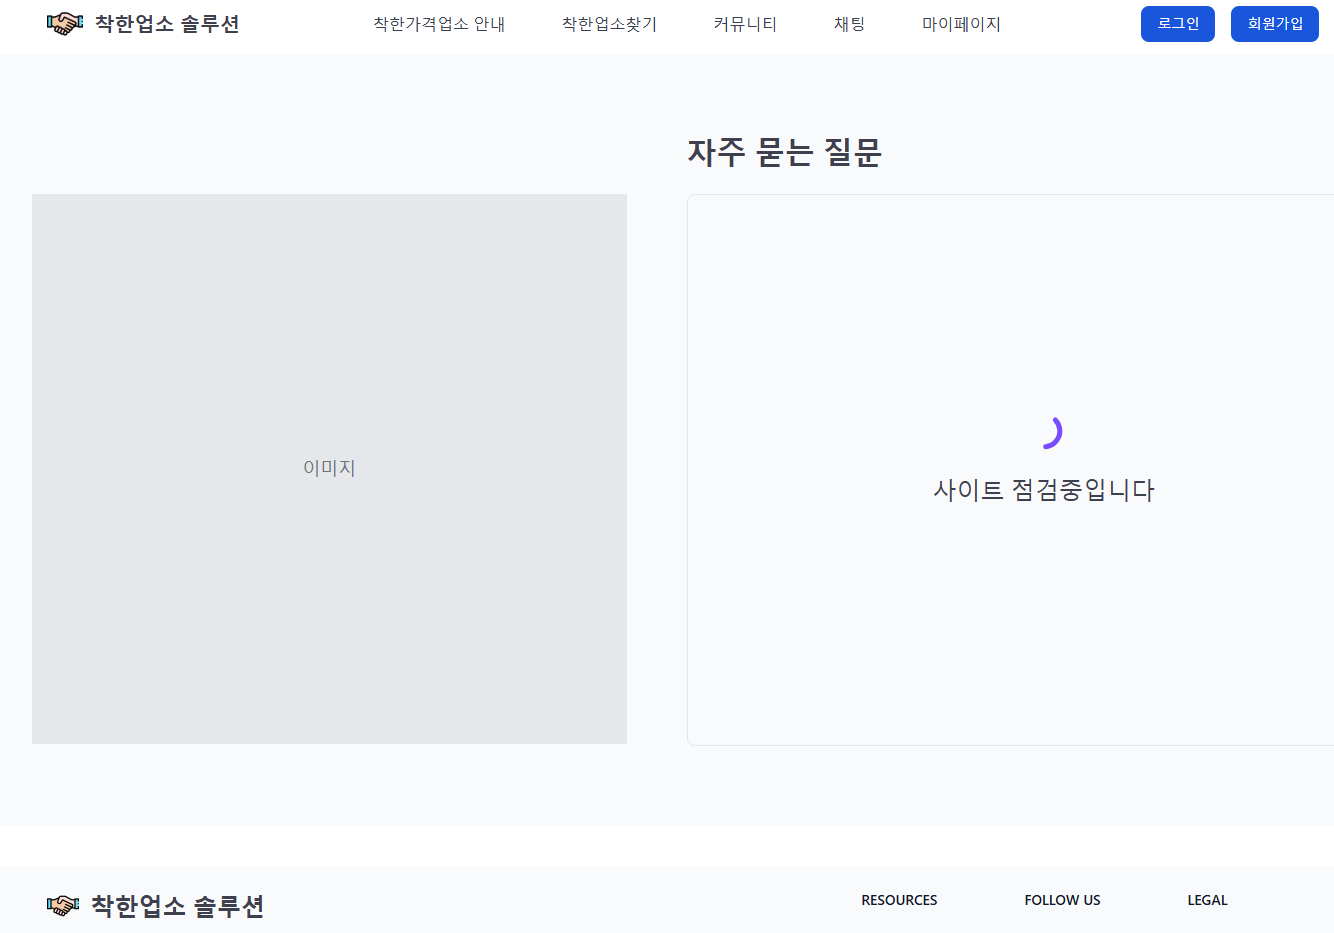 착한업소 솔루션
착한가격업소 안내
착한업소찾기
커뮤니티
채팅
마이페이지
로그인
회원가입
자주 묻는 질문
이미지
사이트 점검중입니다
착한업소 솔루션
RESOURCES
FOLLOW US
LEGAL